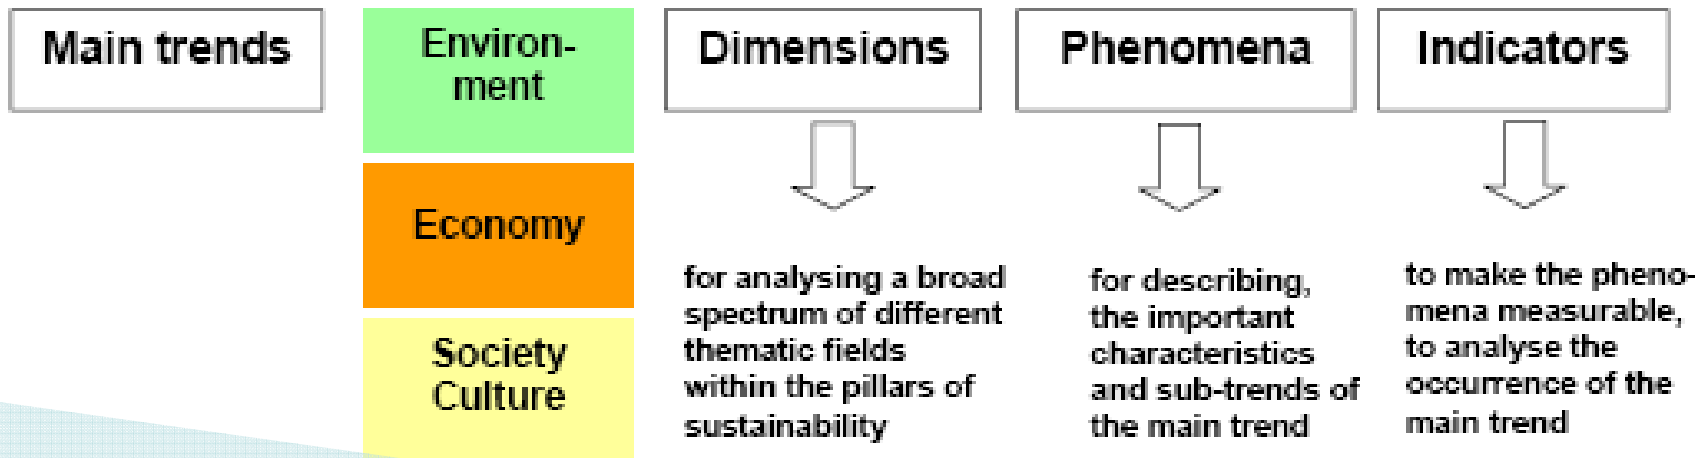 Main trends
Environ-
ment
Economy
Society
Culture
Dimensions
for analysing a broad
spectrum of different
thematic fields
within the pillars of
sustainability
Phenomena
for describing,
the important
characteristics
and sub-trends of
the main trend
Indicators
to make the pheno-
mena measurable,
to analyse the
occurrence of the
main trend